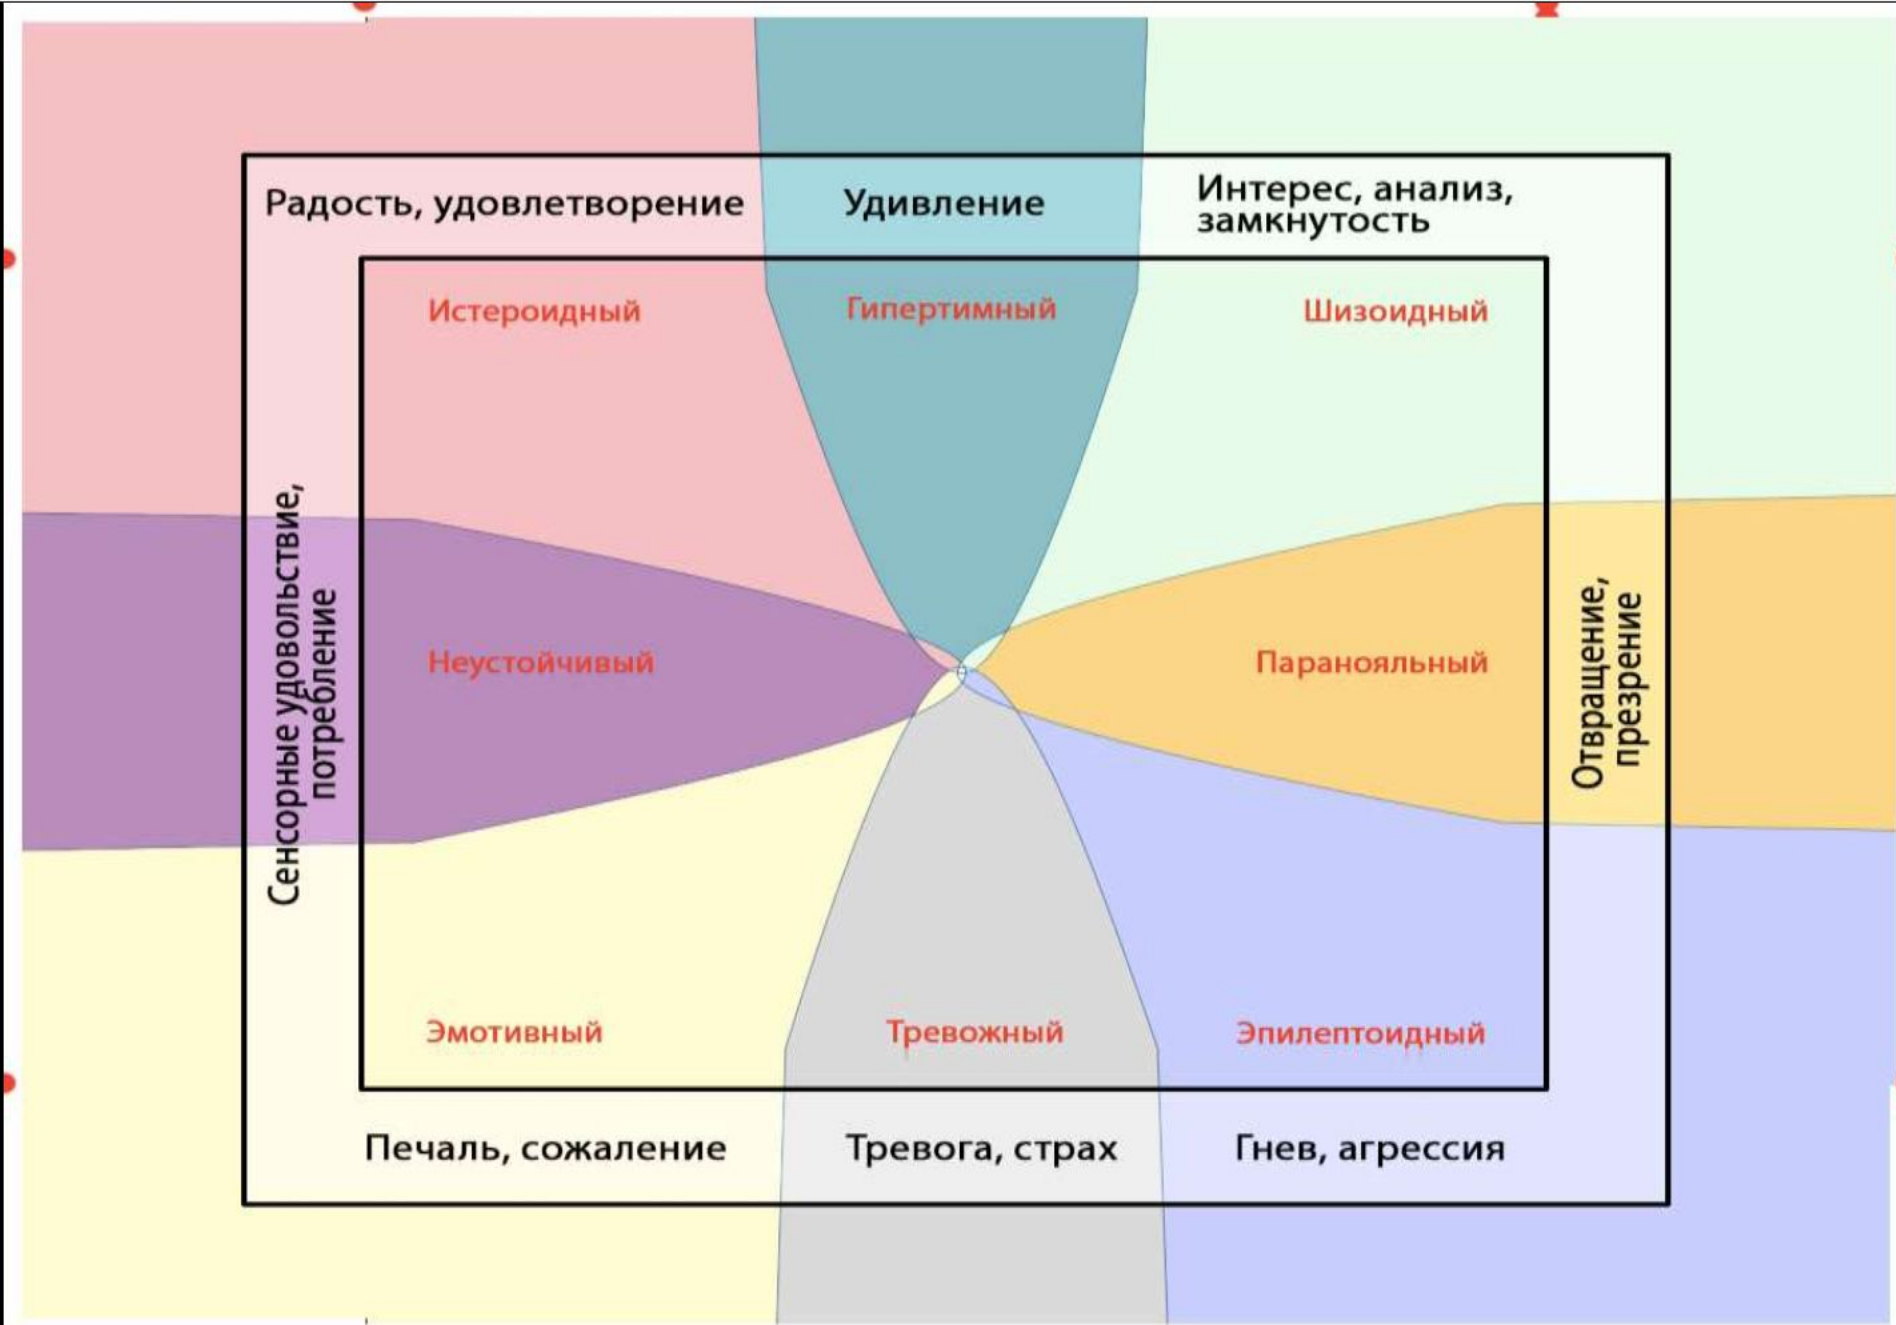 Радость, удовлетворение
Удивление
Интерес, анализ,
замкнутость
Истероидный
Гипертимный
Шизоидный
Сенсорные удовольствие,
потребление
Неустойчивый
Паранояльный
Отвращение,
презрение
Эмотивный
Тревожный
Эпилептоидный
Печаль, сожаление
Тревога, страх
Гнев, агрессия